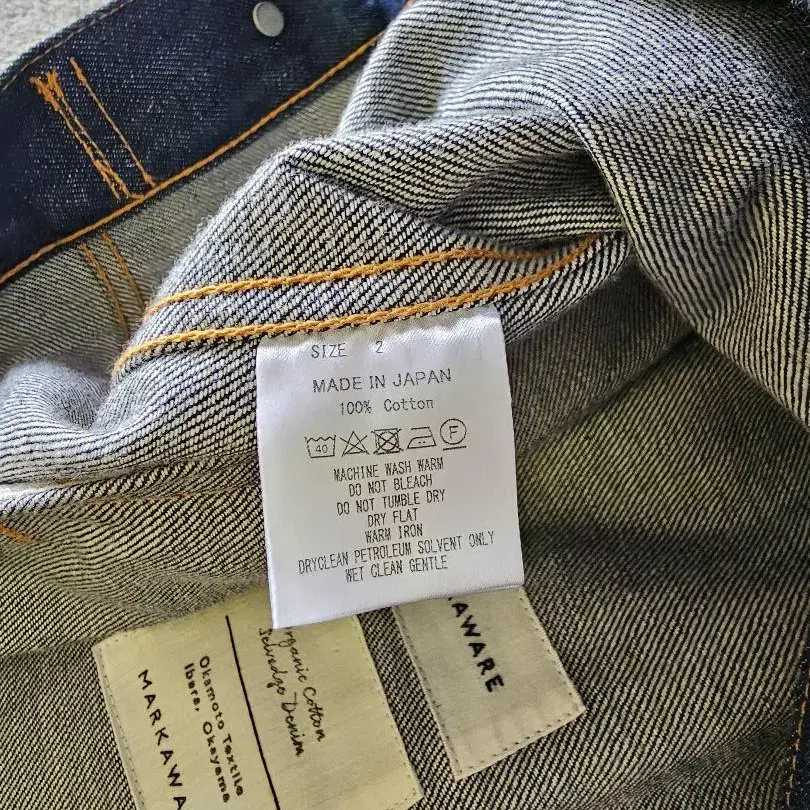 SIZE 2
MADE IN JAPAN
100% Cotton
40 F
MACHINE WASH WARM
DO NOT BLEACH
DO NOT TUMBLE DRY
DRY FLAT
WARM IRON
DRYCLEAN PETROLEUM SOLVENT ONLY
WET CLEAN GENTLE
Organic Cotton
Selvedge Denim
Okamoto Textile
Ibara, Okayama
MARKAWA
KAWARE